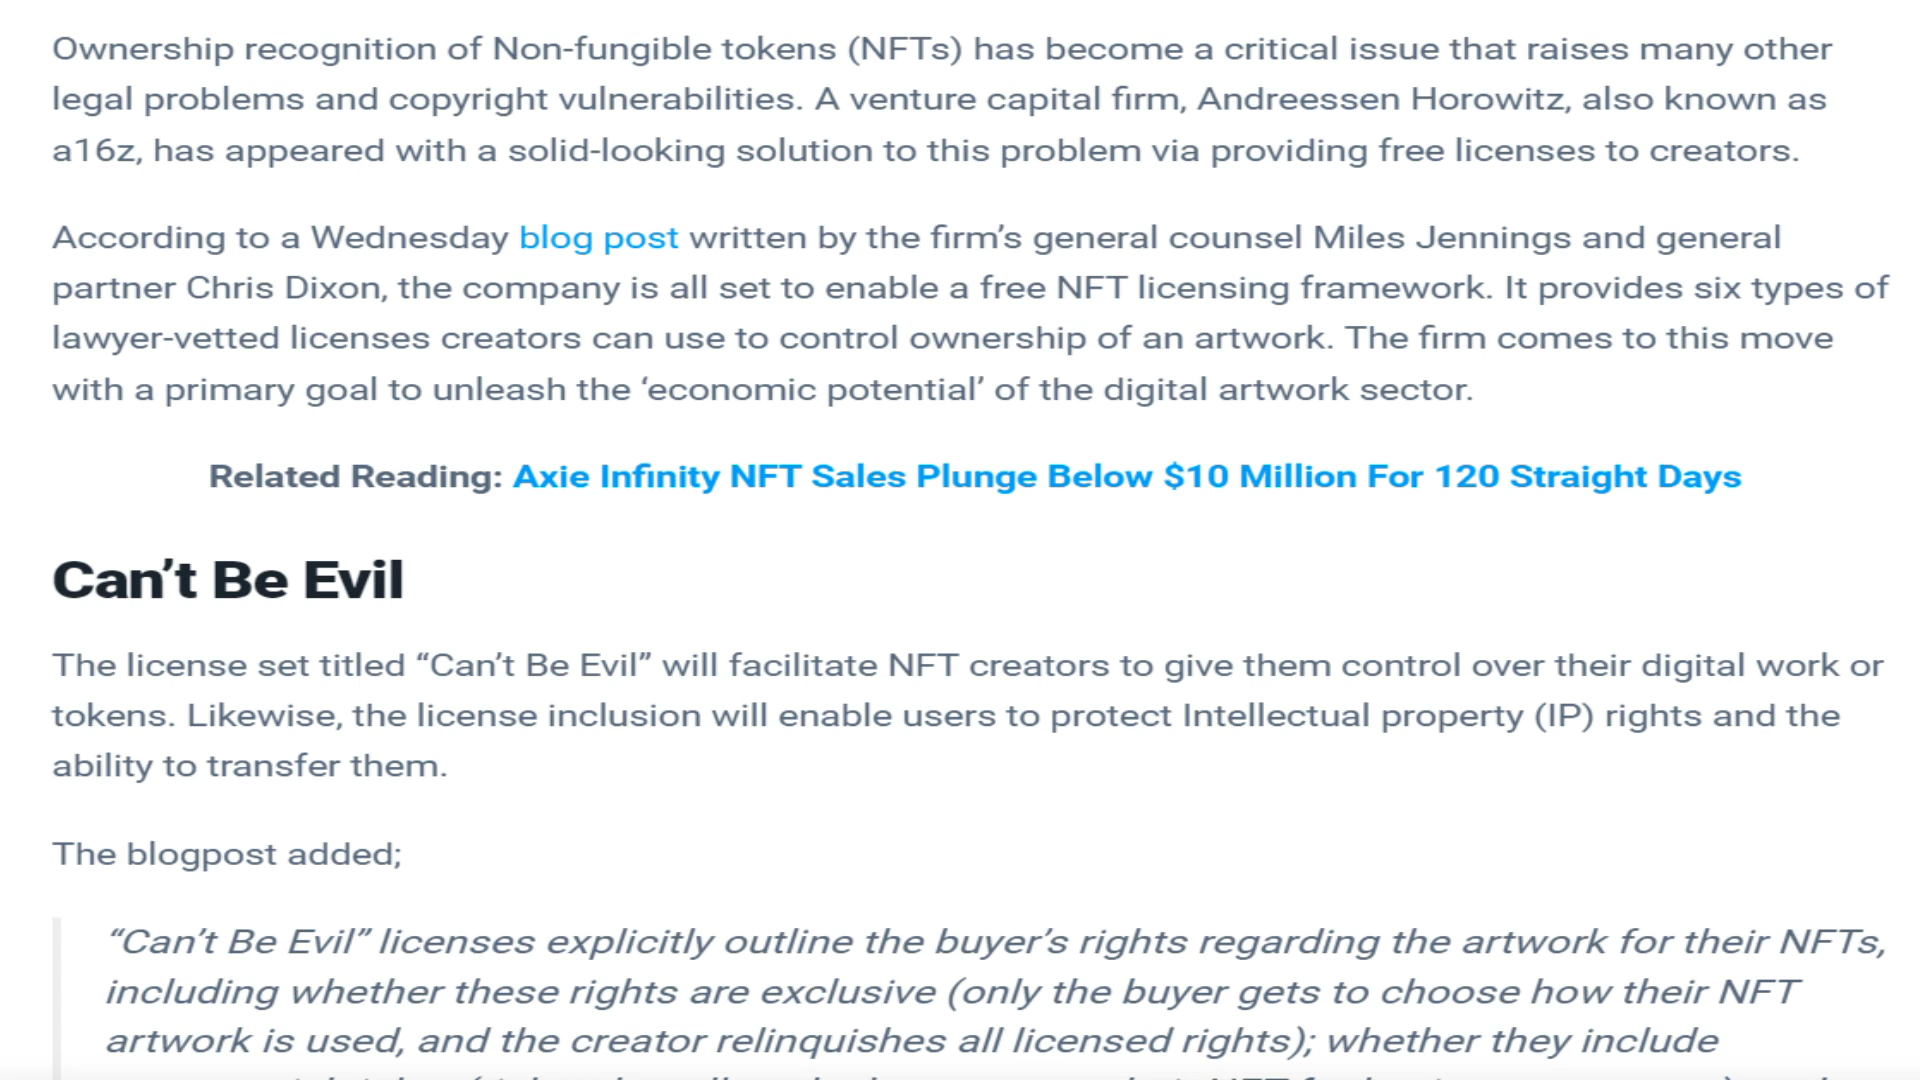 Ownership recognition of Non-fungible tokens (NFTs) has become a critical issue that raises many other
legal problems and copyright vulnerabilities. A venture capital firm, Andreessen Horowitz, also known as
a16z, has appeared with a solid-looking solution to this problem via providing free licenses to creators.
According to a Wednesday blog post written by the firm’s general counsel Miles Jennings and general
partner Chris Dixon, the company is all set to enable a free NFT licensing framework. It provides six types of
lawyer-vetted licenses creators can use to control ownership of an artwork. The firm comes to this move
with a primary goal to unleash the ‘economic potential’ of the digital artwork sector.
Related Reading: Axie Infinity NFT Sales Plunge Below $10 Million For 120 Straight Days
Can’t Be Evil
The license set titled “Can’t Be Evil” will facilitate NFT creators to give them control over their digital work or
tokens. Likewise, the license inclusion will enable users to protect Intellectual property (IP) rights and the
ability to transfer them.
The blogpost added;
“Can’t Be Evil” licenses explicitly outline the buyer’s rights regarding the artwork for their NFTs,
including whether these rights are exclusive (only the buyer gets to choose how their NFT
artwork is used, and the creator relinquishes all licensed rights); whether they include